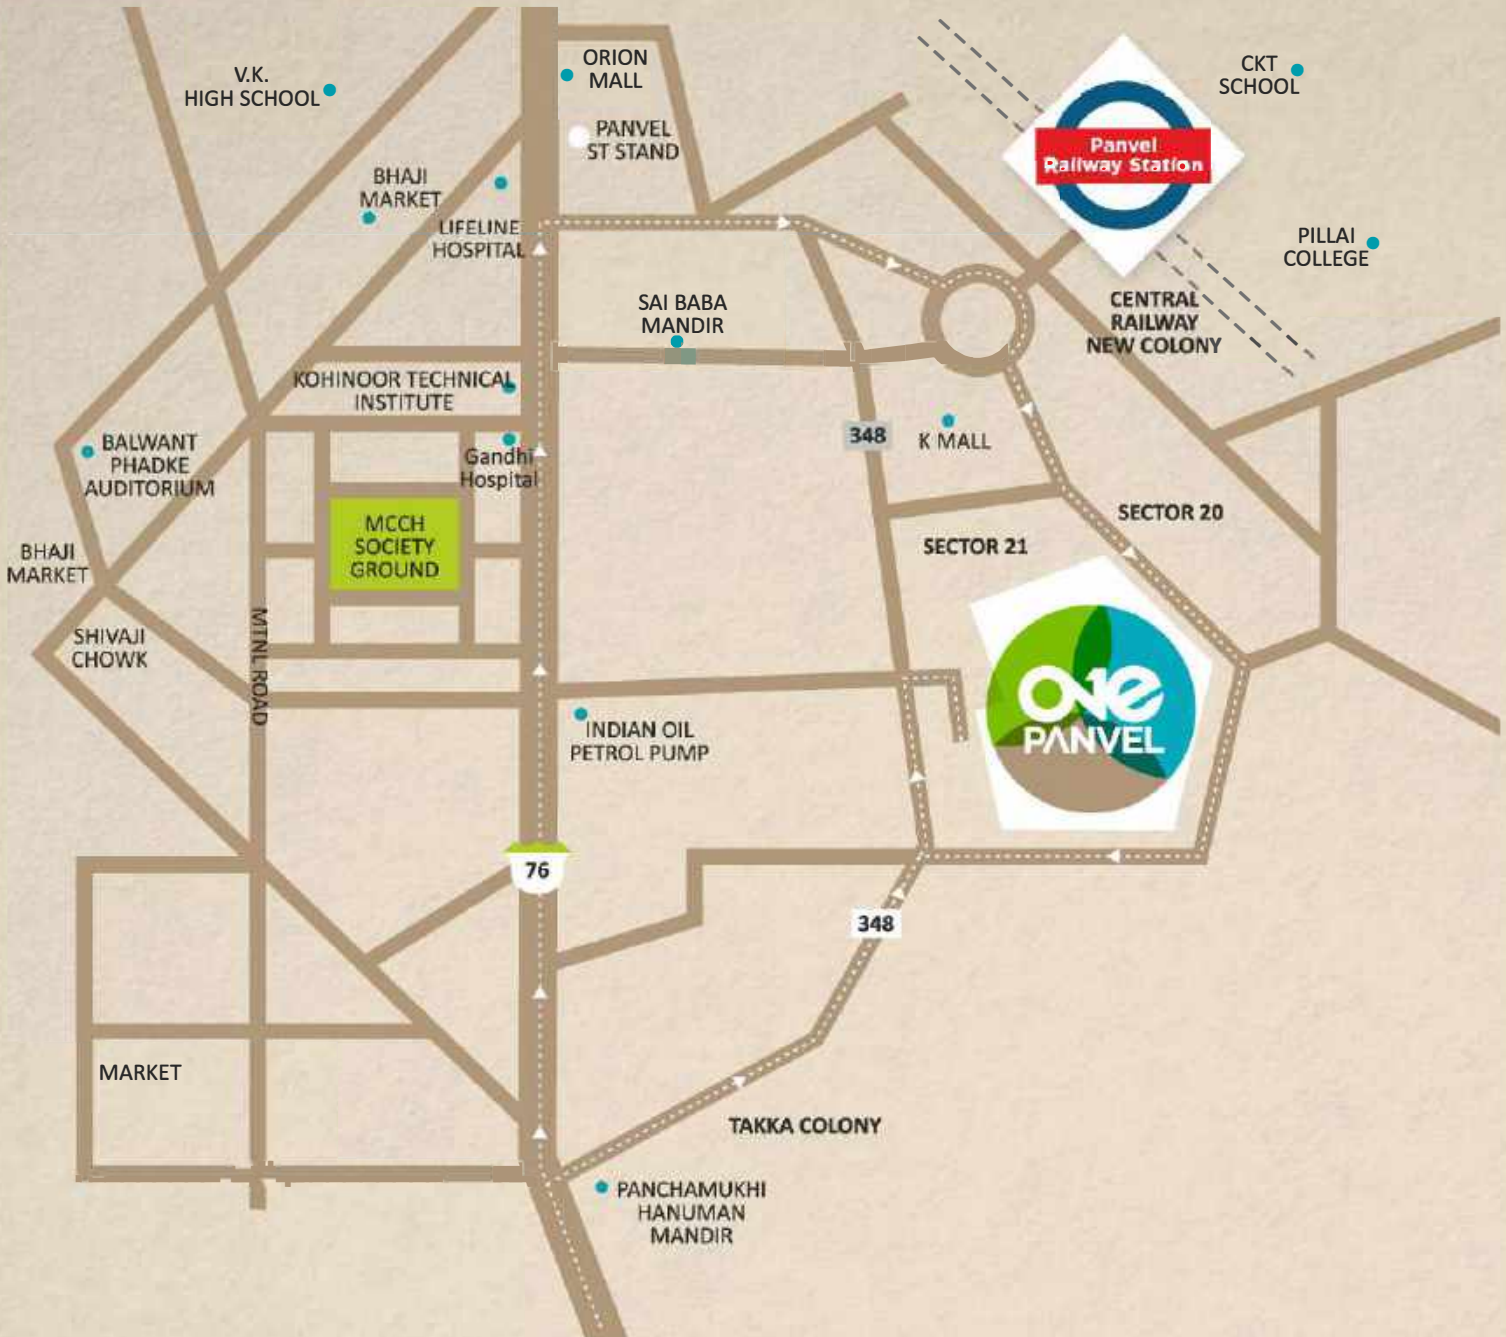 ORION
MALL
CKT
SCHOOL
V.K.
HIGH SCHOOL
PANVEL
ST STAND
Panvel
Railway Station
BHAJI
MARKET
LIFELINE
HOSPITAL
PILLAI
COLLEGE
SAI BABA
MANDIR
CENTRAL
RAILWAY
NEW COLONY
KOHINOOR TECHNICAL
INSTITUTE
348
K MALL
BALWANT
PHADKE
AUDITORIUM
Gandhi
Hospital
MCCH
SOCIETY
GROUND
SECTOR 20
SECTOR 21
BHAJI
MARKET
SHIVAJI
CHOWK
MTNL ROAD
ONE
PANVEL
INDIAN OIL
PETROL PUMP
76
348
MARKET
TAKKA COLONY
PANCHAMUKHI
HANUMAN
MANDIR